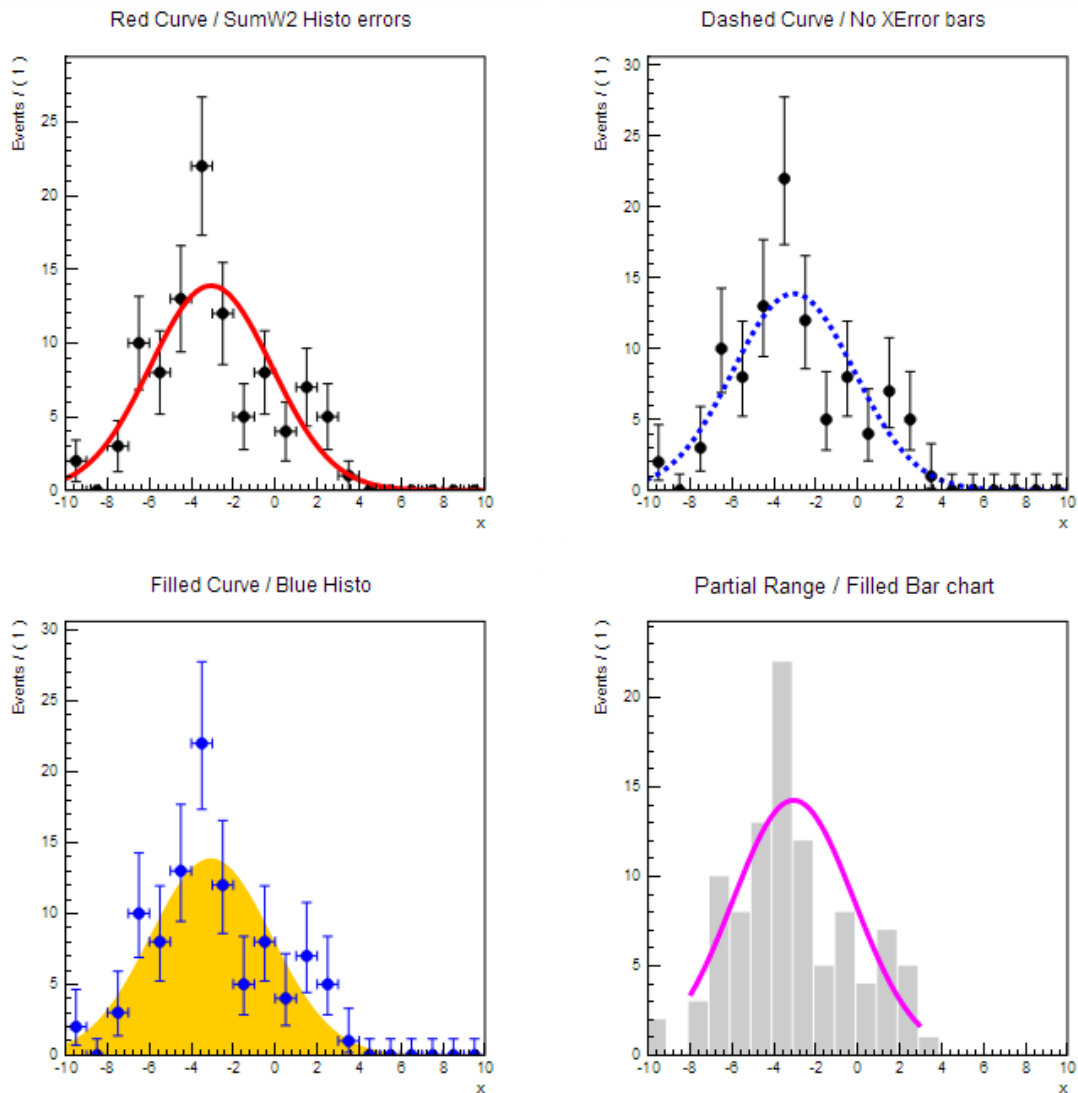 Red Curve / SumW2 Histo errors
Events / ( 1 )
25
20
15
10
5
0
-10 -8 -6 -4 -2 0 2 4 6 8 10
x
Dashed Curve / No XError bars
Events / ( 1 )
30
25
20
15
10
5
0
-10 -8 -6 -4 -2 0 2 4 6 8 10
x
Filled Curve / Blue Histo
Events / ( 1 )
30
25
20
15
10
5
0
-10 -8 -6 -4 -2 0 2 4 6 8 10
x
Partial Range / Filled Bar chart
Events / ( 1 )
20
15
10
5
0
-10 -8 -6 -4 -2 0 2 4 6 8 10
x